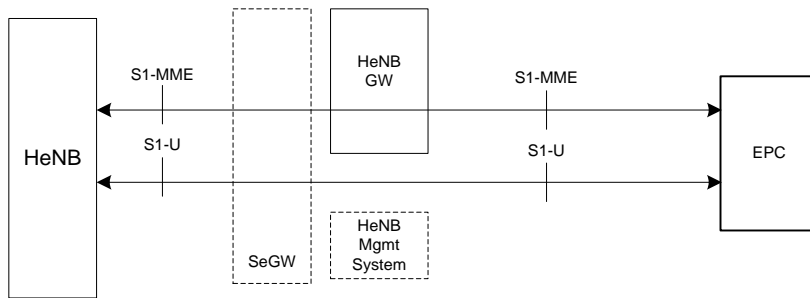 S1-MME
HeNB
GW
S1-MME
S1-U
S1-U
HeNB
EPC
SeGW
HeNB
Mgmt
System